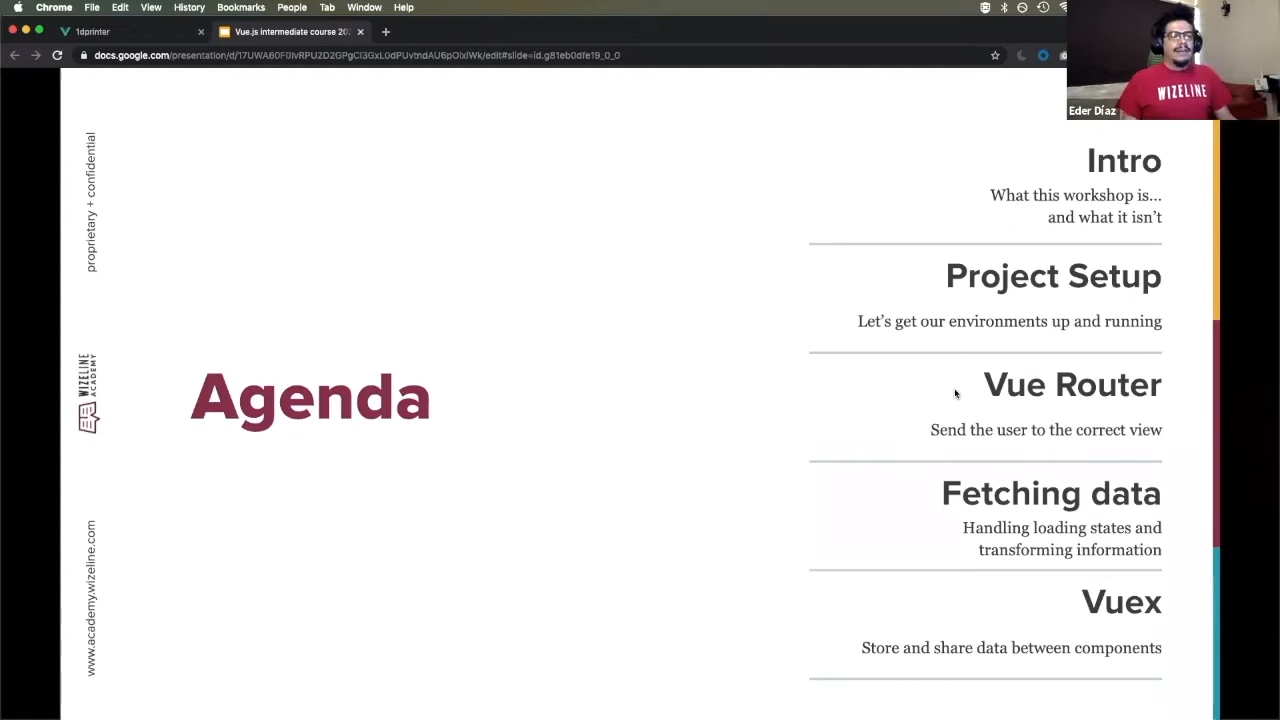 Chrome File Edit View History Bookmarks People Tab Window Help
1dprinter
Vue.js intermediate course 202
Eder Díaz
WIZELINE
proprietary + confidential
WIZELINE
ACADEMY
www.academy.wizeline.com
Agenda
Intro
What this workshop is...
and what it isn't
Project Setup
Let's get our environments up and running
Vue Router
Send the user to the correct view
Fetching data
Handling loading states and
transforming information
Vuex
Store and share data between components